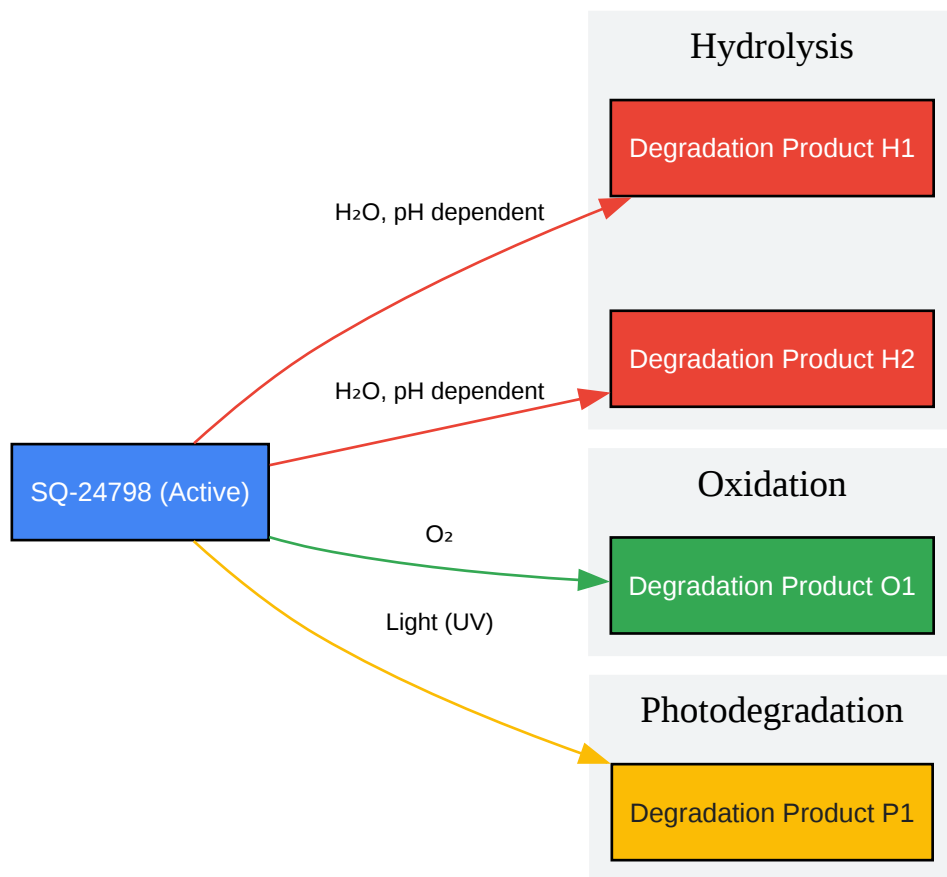 Hydrolysis
Degradation Product H1
H₂O, pH dependent
Degradation Product H2
H₂O, pH dependent
SQ-24798 (Active)
Oxidation
O₂
Degradation Product O1
Light (UV)
Photodegradation
Degradation Product P1